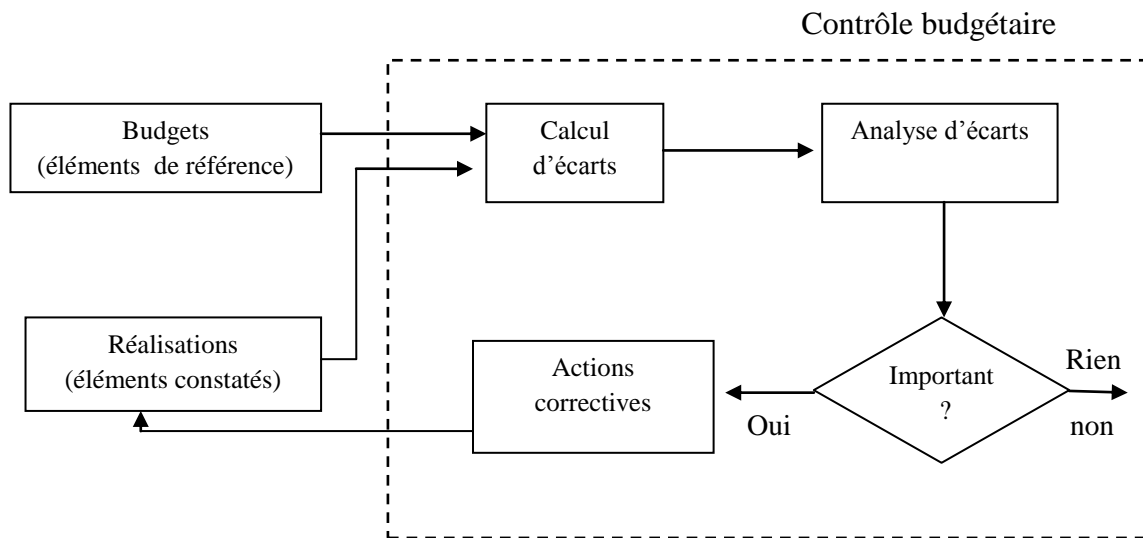 Contrôle budgétaire
Budgets
(éléments de référence)
Calcul
d’écarts
Analyse d’écarts
Réalisations
(éléments constatés)
Actions
correctives
Important
?
Rien
Oui
non